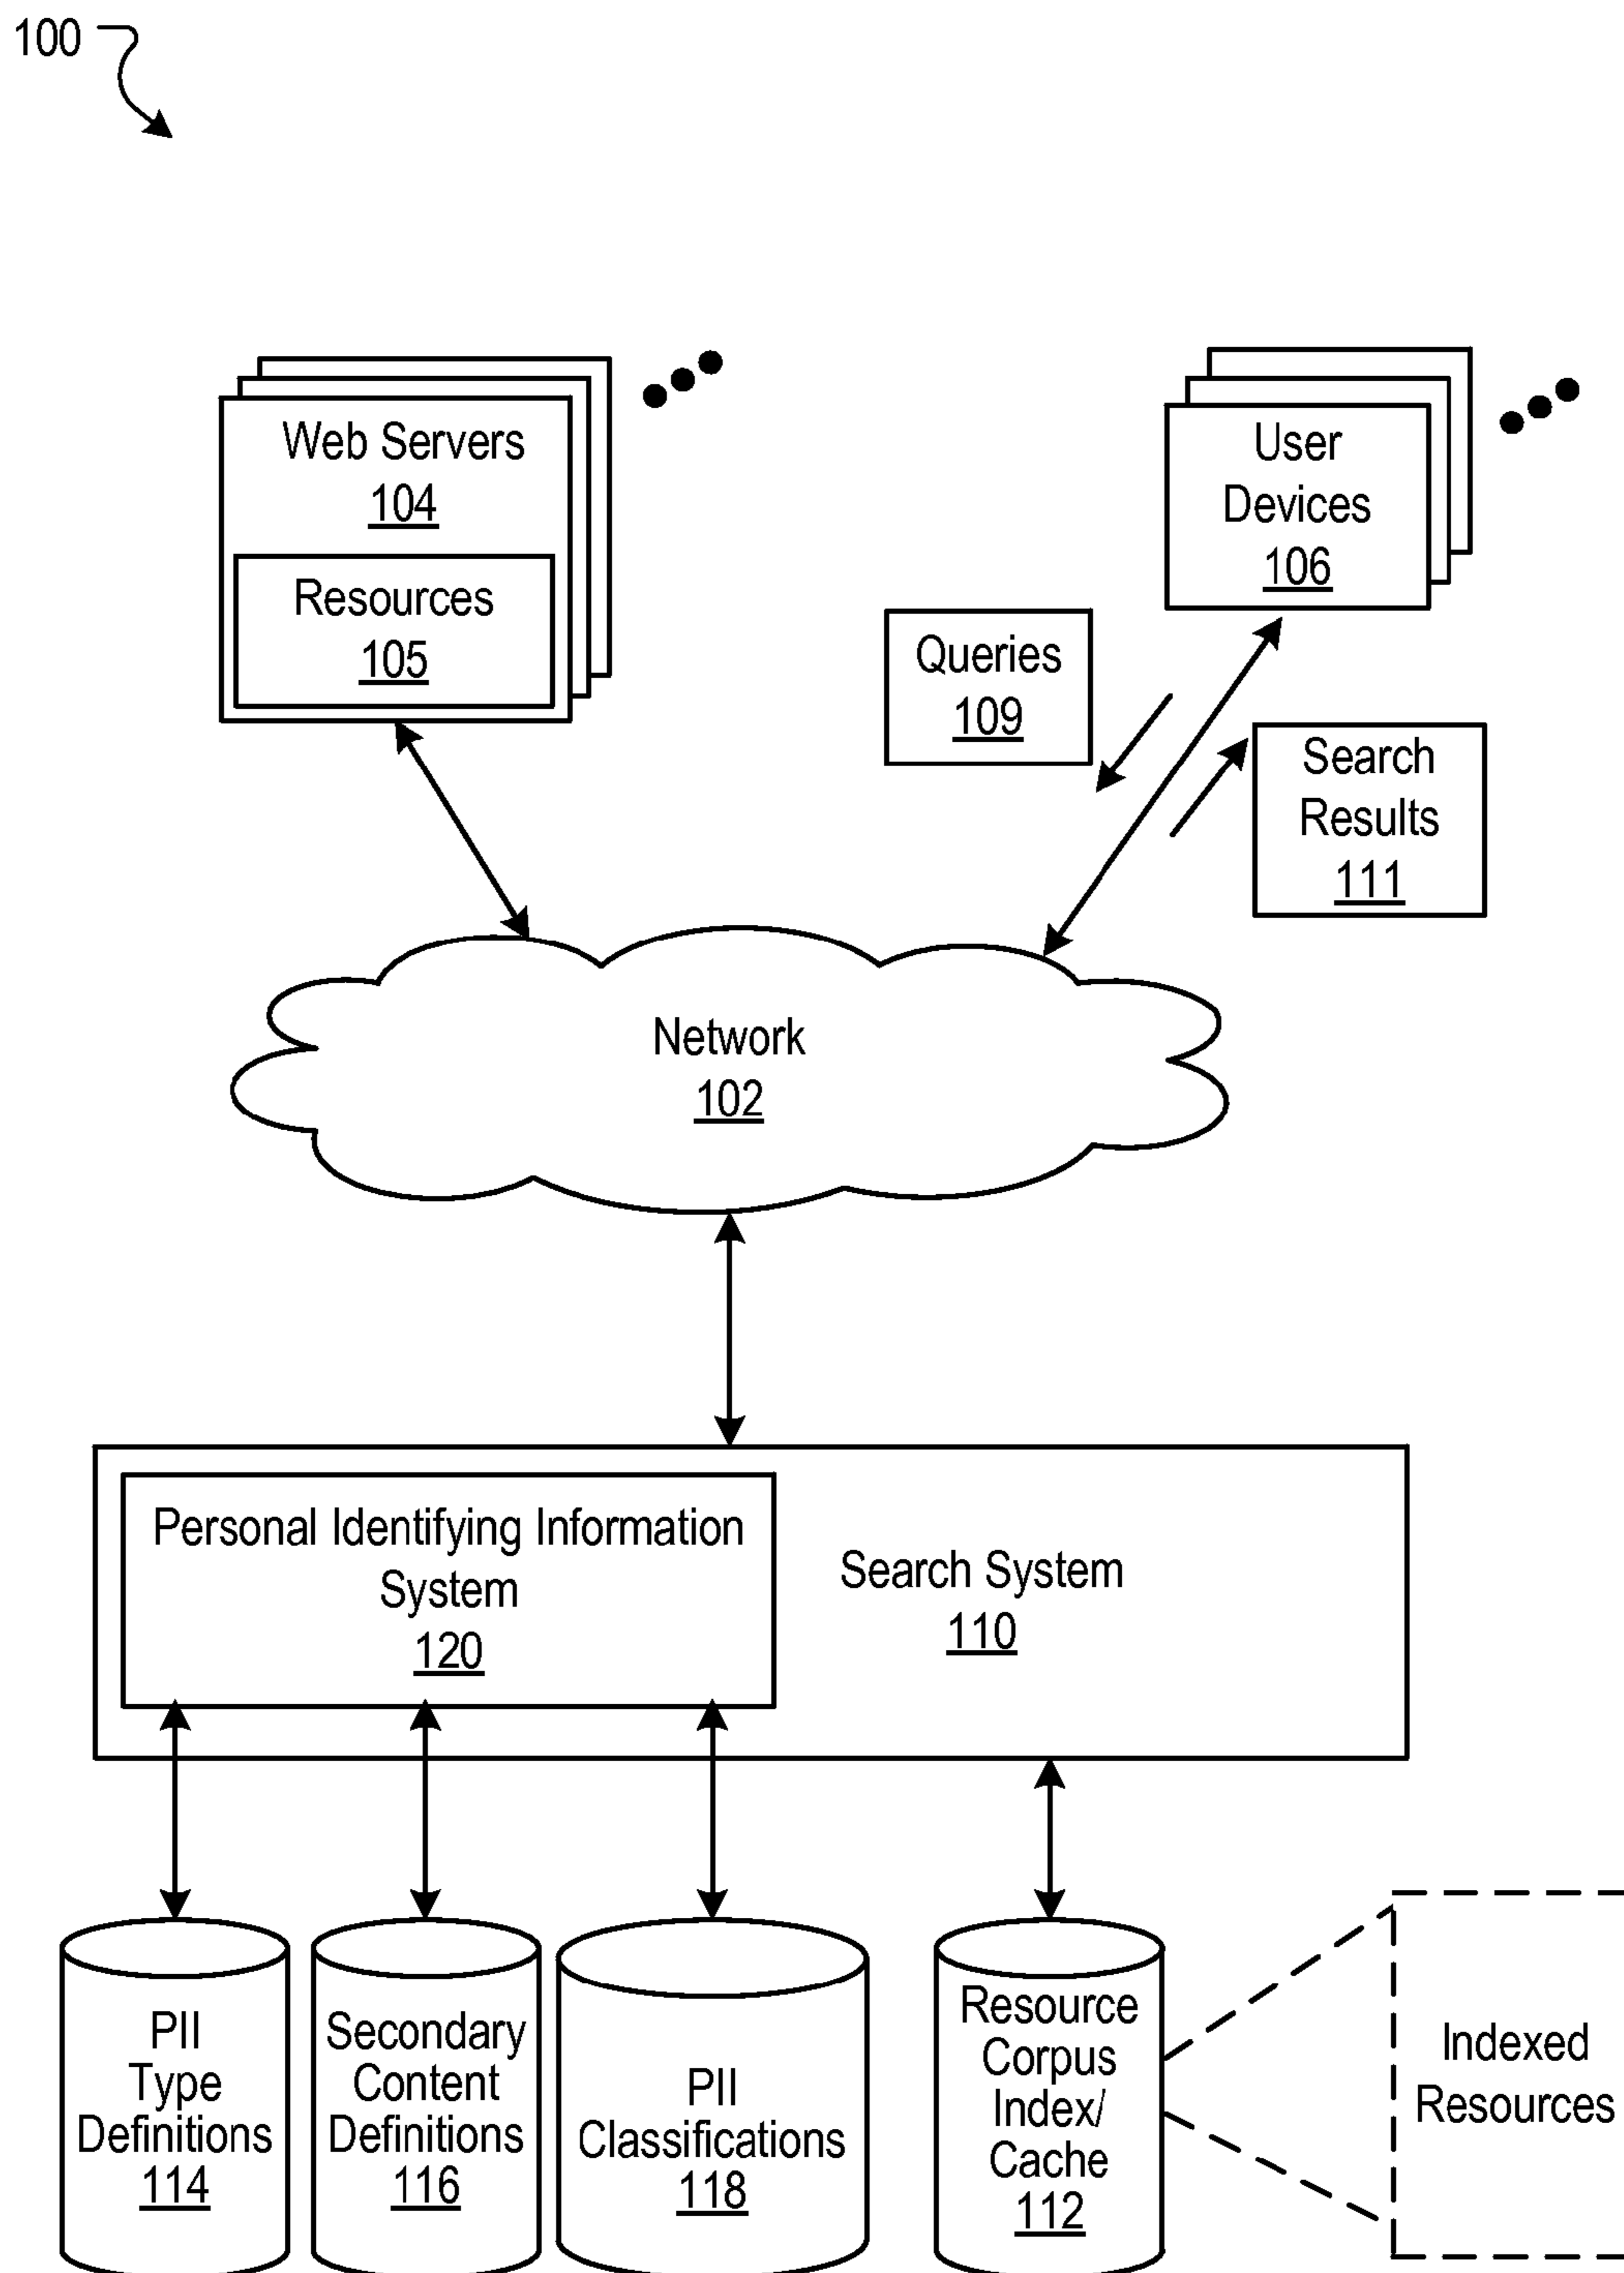 100
Web Servers
104
Resources
105
User
Devices
106
Queries
109
Search
Results
111
Network
102
Personal Identifying Information
System
120
Search System
110
PII
Type
Definitions
114
Secondary
Content
Definitions
116
PII
Classifications
118
Resource
Corpus
Index/
Cache
112
Indexed
Resources